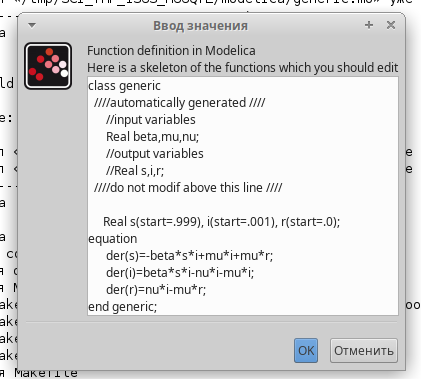 Ввод значения
Function definition in Modelica
Here is a skeleton of the functions which you should edit
class generic
////automatically generated ////
//input variables
Real beta,mu,nu;
//output variables
//Real s,i,r;
////do not modif above this line ////
Real s(start=.999), i(start=.001), r(start=.0);
equation
der(s)=-beta*s*i+mu*i+mu*r;
der(i)=beta*s*i-nu*i-mu*i;
der(r)=nu*i-mu*r;
end generic;
OK
Отменить
я Makefile